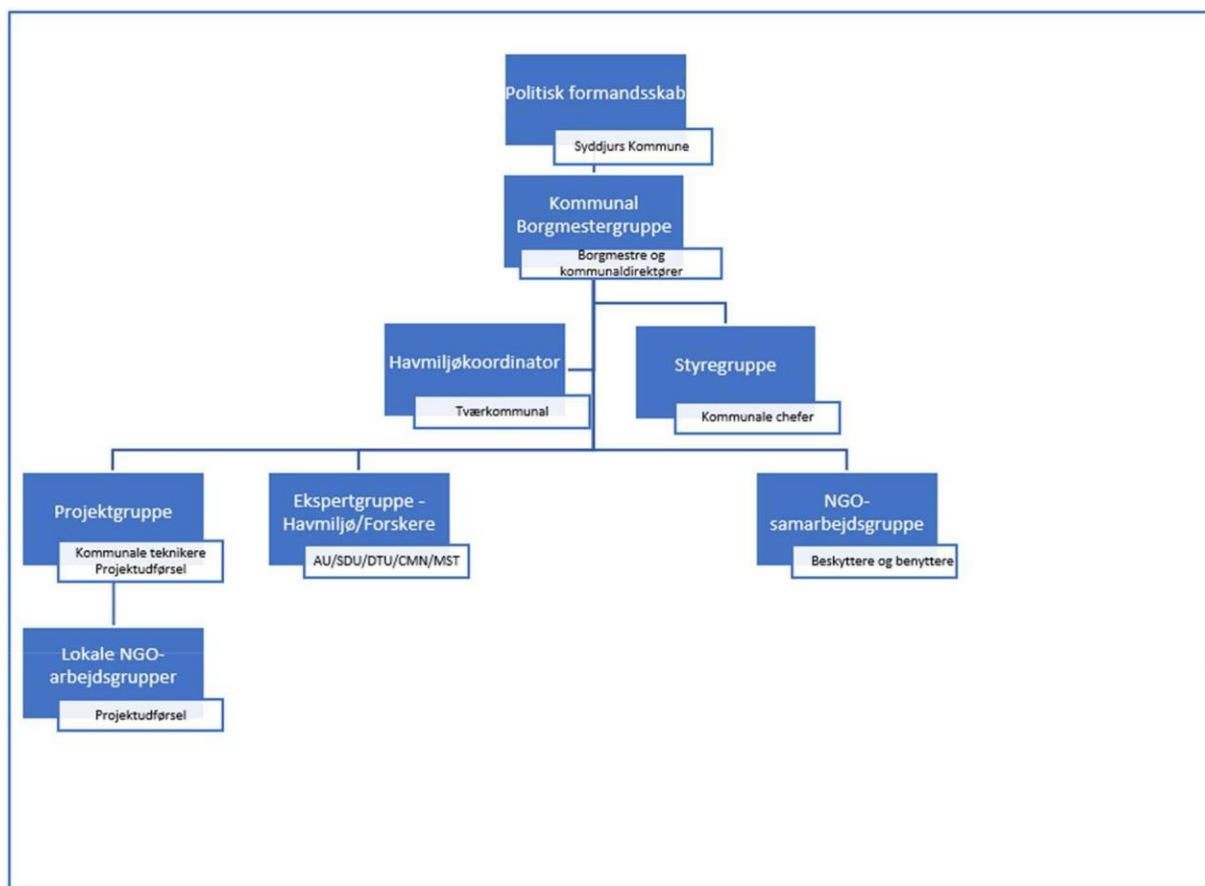 Politisk formandsskab
Syddjurs Kommune
Kommunal
Borgmestergruppe
Borgmestre og
kommunaldirektører
Havmiljøkoordinator
Tværkommunal
Styregruppe
Kommunale chefer
Projektgruppe
Kommunale teknikere
Projektudførsel
Ekspertgruppe -
Havmiljø/Forskere
AU/SDU/DTU/CMN/MST
NGO-
samarbejdsgruppe
Beskyttere og benyttere
Lokale NGO-
arbejdsgrupper
Projektudførsel